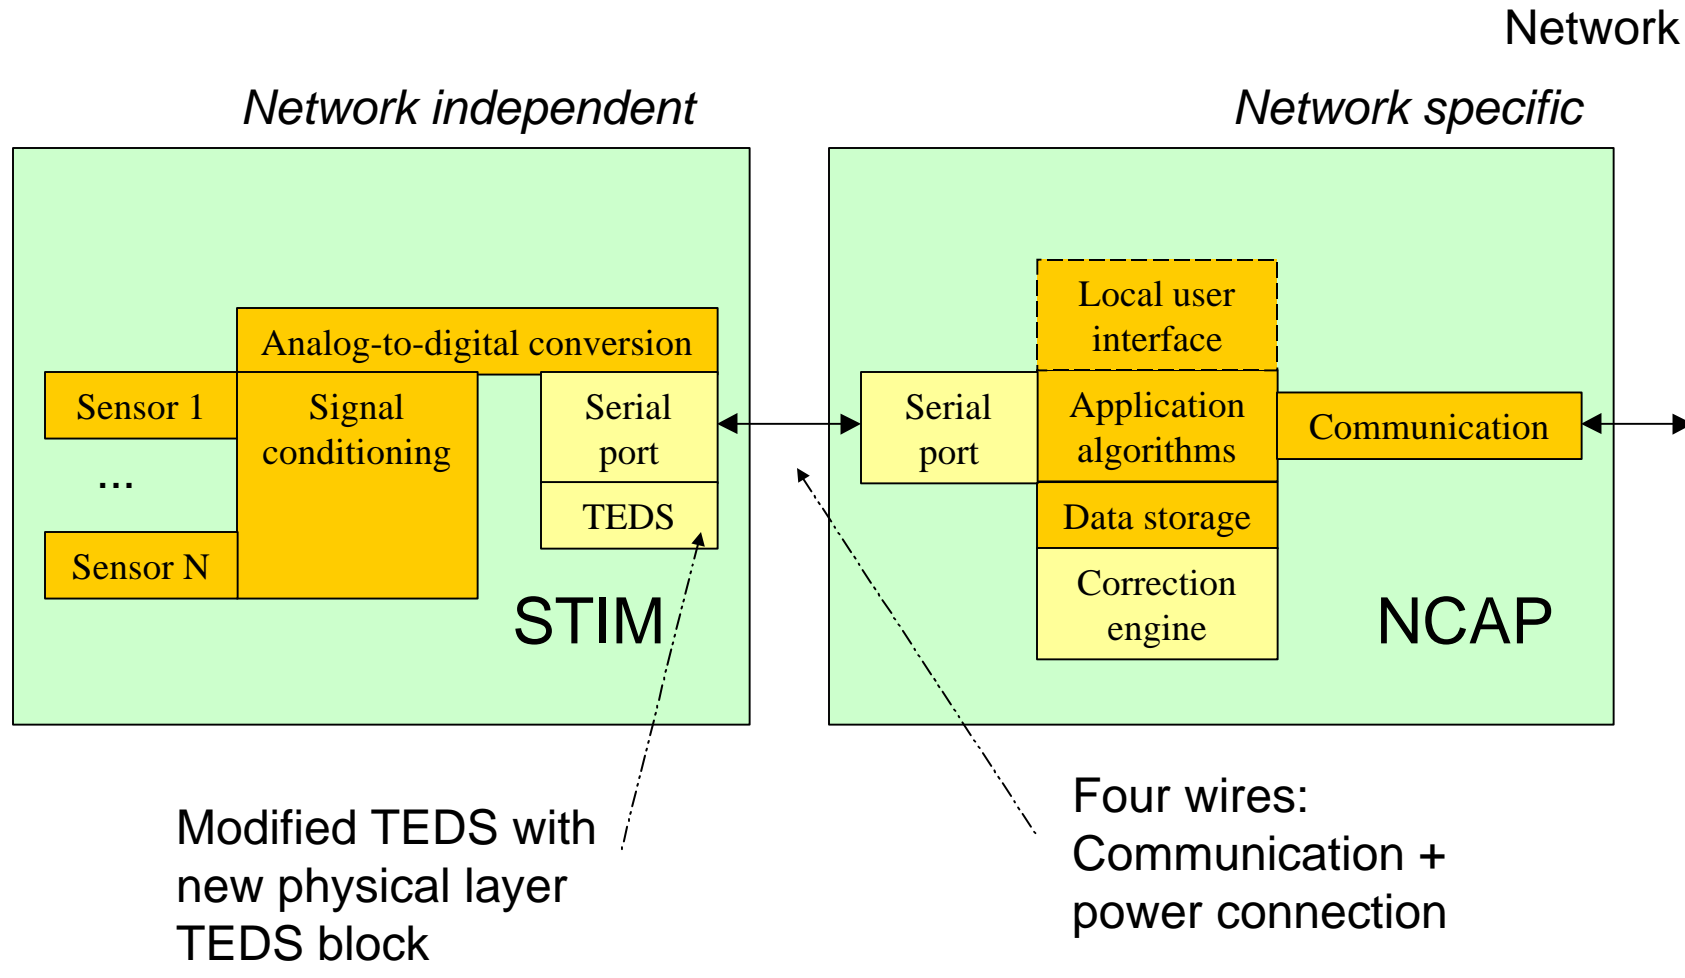 Network
Network independent
Network specific
Local user
interface
Analog-to-digital conversion
Sensor 1
Signal
conditioning
Serial
port
Serial
port
Application
algorithms
Communication
...
TEDS
Data storage
Sensor N
Correction
engine
STIM
NCAP
Modified TEDS with
new physical layer
TEDS block
Four wires:
Communication +
power connection